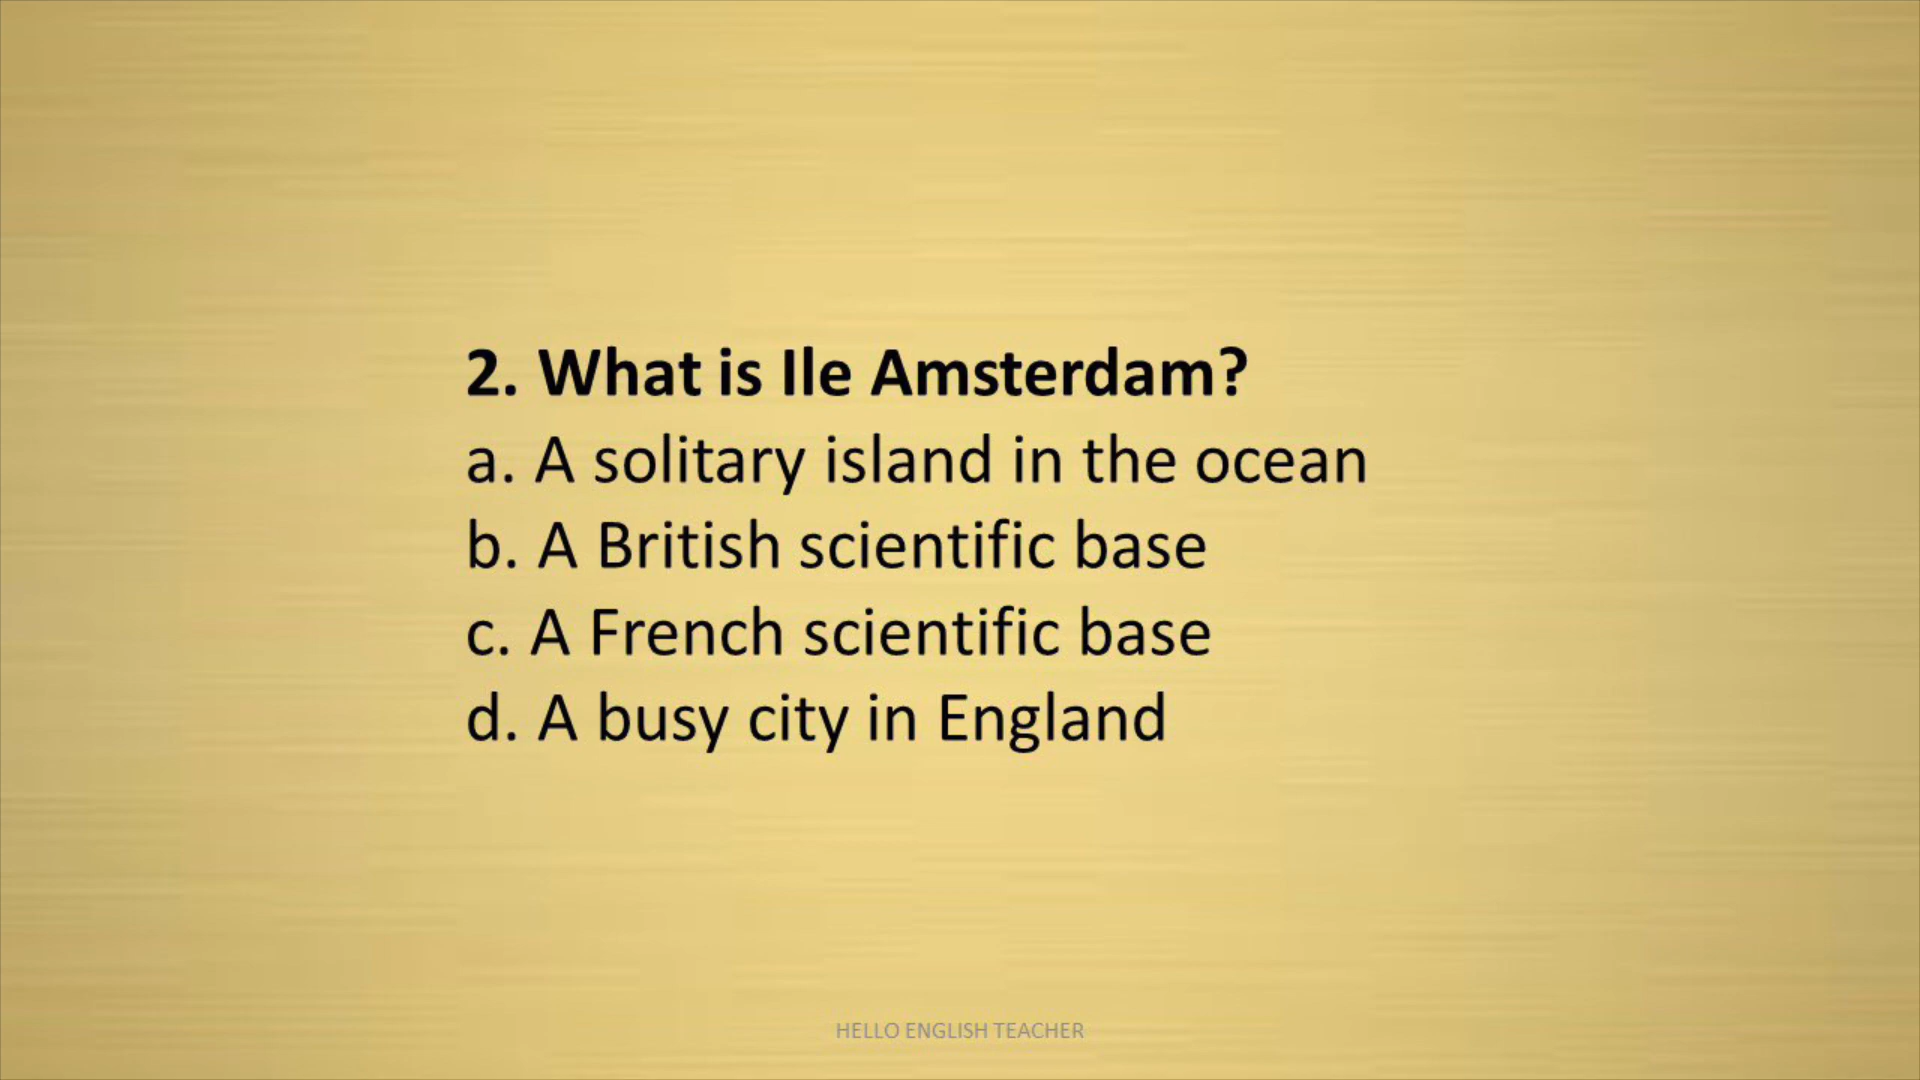 2. What is Ile Amsterdam?
a. A solitary island in the ocean
b. A British scientific base
c. A French scientific base
d. A busy city in England
HELLO ENGLISH TEACHER